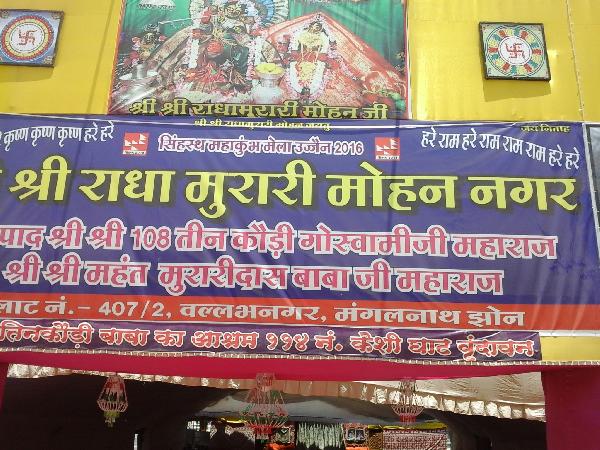 श्री श्री राधामुरारी मोहन जी
कृष्ण कृष्ण कृष्ण हरे हरे
सिंहस्थ महाकुंभ मेला उज्जैन 2016
हरे राम हरे राम राम राम हरे हरे
श्री राधा मुरारी मोहन नगर
पाद श्री श्री 108 तीन कौड़ी गोस्वामीजी महाराज
श्री श्री महंत मुरारीदास बाबा जी महाराज
लाट नं.- 407/2, वल्लभनगर, मंगलनाथ झोन
तिनकौड़ी बाबा का आश्रम ११४ नं. केशी घाट वृंदावन